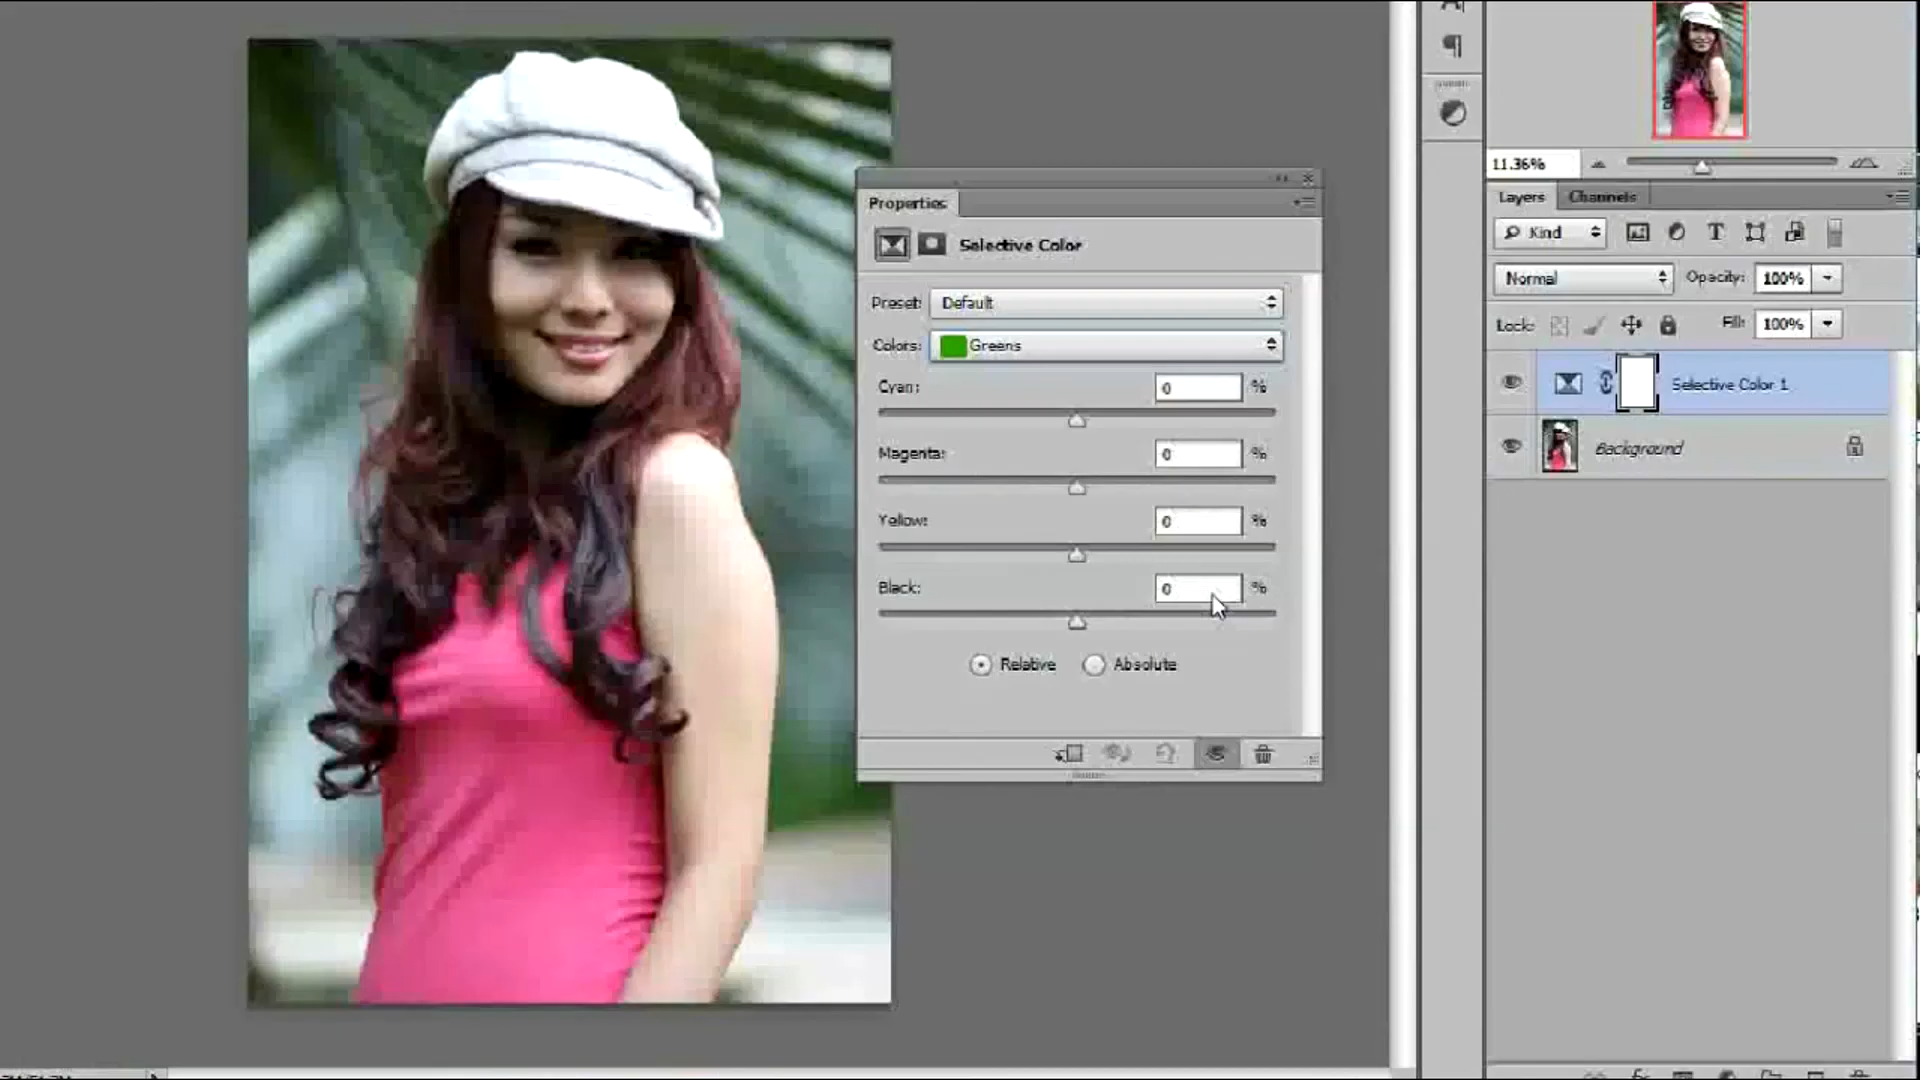 11.36%
Properties
Layers Channels
Kind
Selective Color
Normal Opacity: 100%
Preset: Default
Lock: Fill: 100%
Colors: Greens
Cyan: 0 %
Selective Color 1
Magenta: 0 %
Background
Yellow: 0 %
Black: 0 %
Relative Absolute